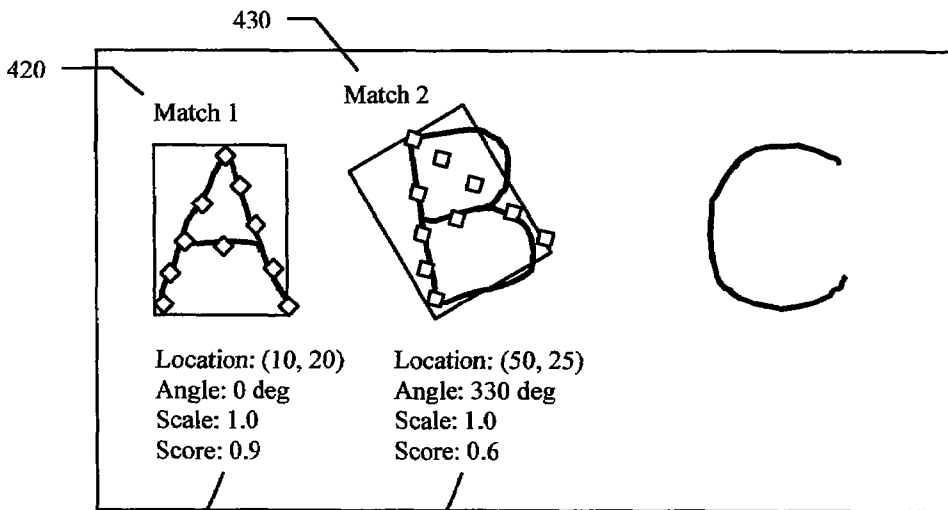 430
420
Match 1
Match 2
A
B
C
Location: (10, 20)
Angle: 0 deg
Scale: 1.0
Score: 0.9
Location: (50, 25)
Angle: 330 deg
Scale: 1.0
Score: 0.6